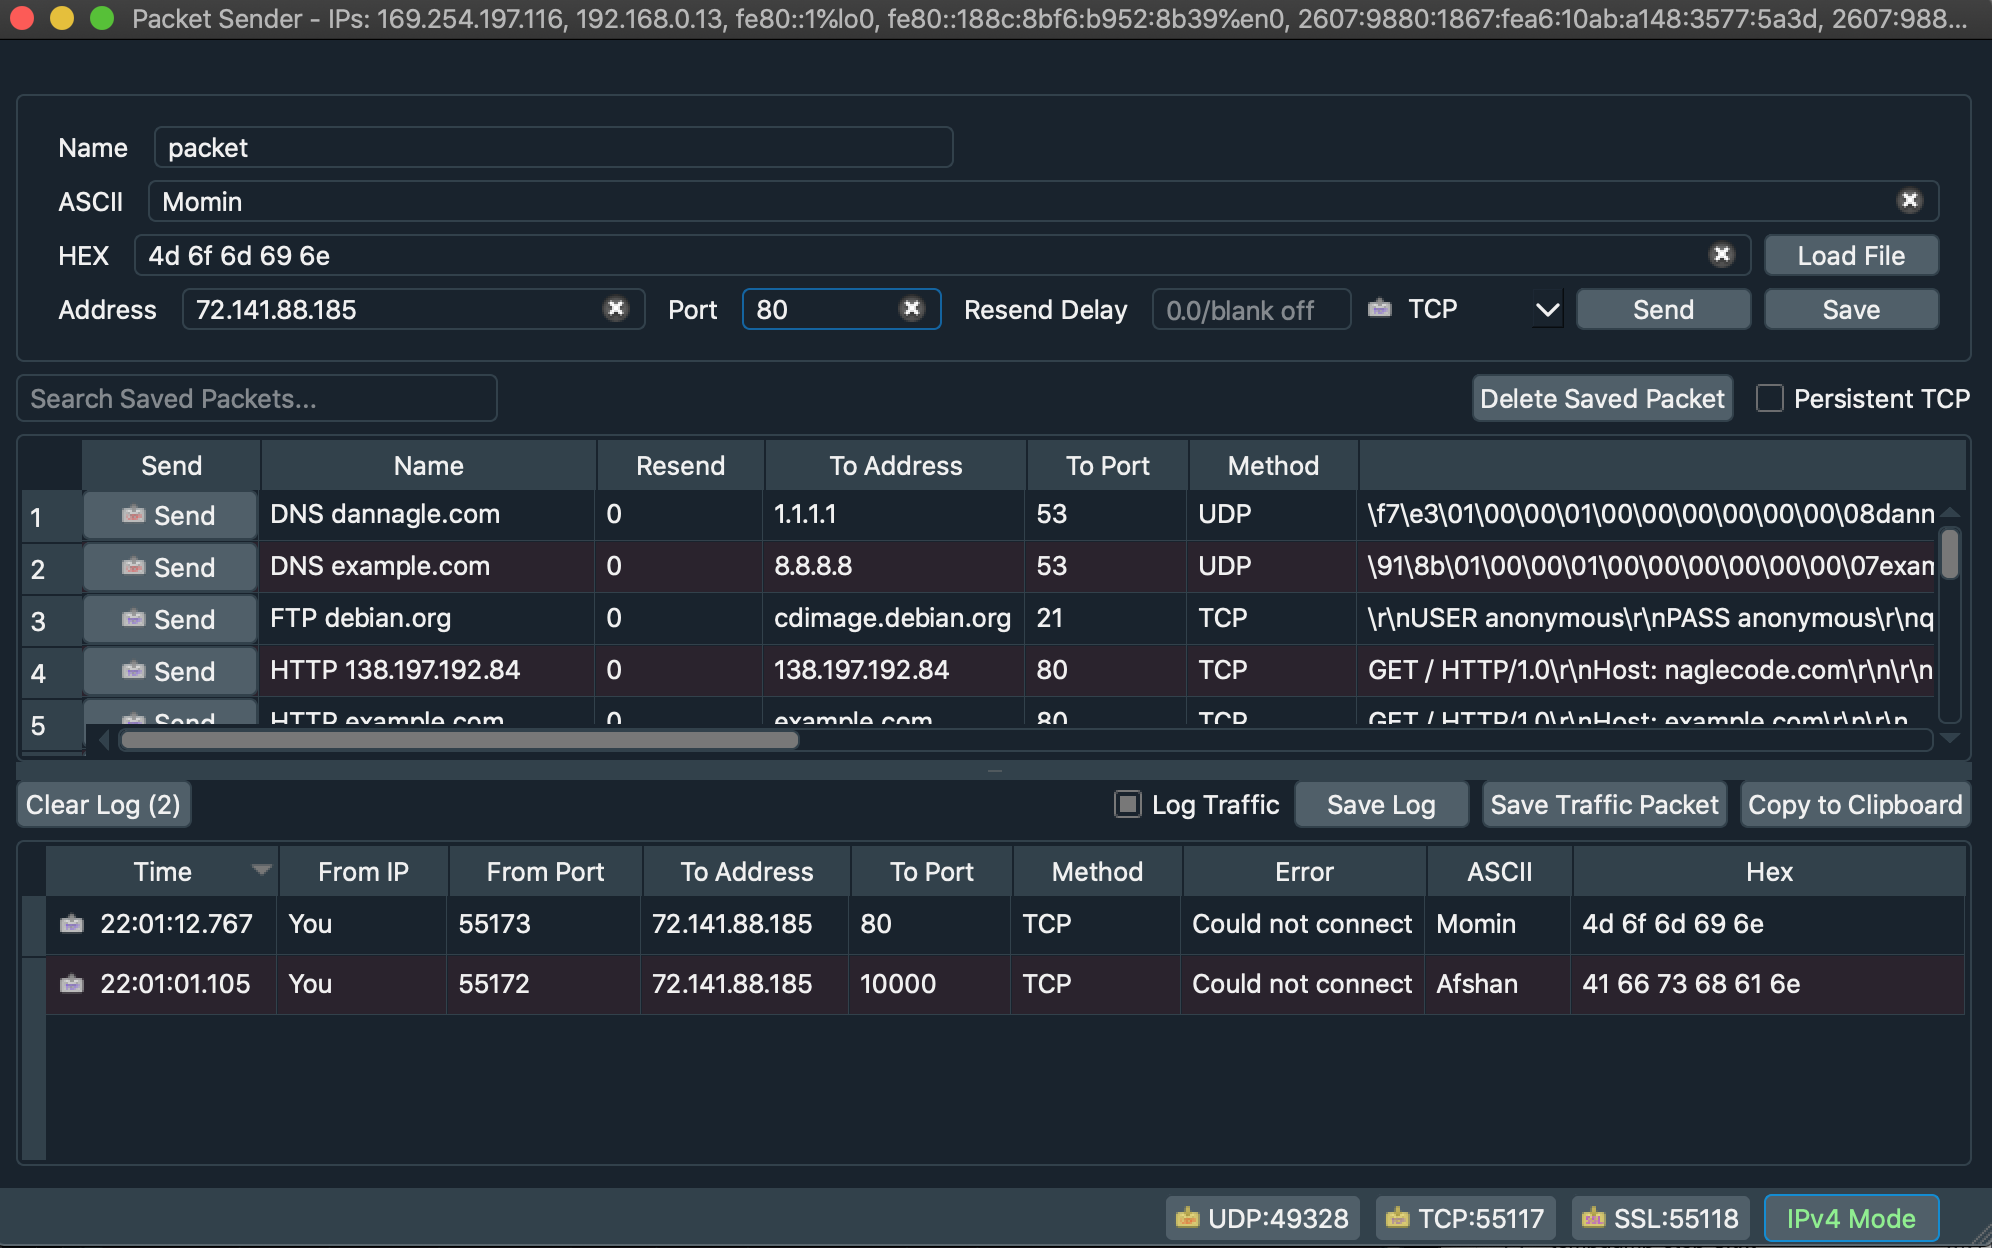 Packet Sender - IPs: 169.254.197.116, 192.168.0.13, fe80::1%lo0, fe80::188c:8bf6:b952:8b39%en0, 2607:9880:1867:fea6:10ab:a148:3577:5a3d, 2607:988...
Name packet
ASCII Momin
HEX 4d 6f 6d 69 6e Load File
Address 72.141.88.185 Port 80 Resend Delay 0.0/blank off TCP Send Save
Search Saved Packets... Delete Saved Packet Persistent TCP
Send Name Resend To Address To Port Method
1 Send DNS dannagle.com 0 1.1.1.1 53 UDP \f7\e3\01\00\00\01\00\00\00\00\00\00\08dann
2 Send DNS example.com 0 8.8.8.8 53 UDP \91\8b\01\00\00\01\00\00\00\00\00\00\07exam
3 Send FTP debian.org 0 cdimage.debian.org 21 TCP \r\nUSER anonymous\r\nPASS anonymous\r\nq
4 Send HTTP 138.197.192.84 0 138.197.192.84 80 TCP GET / HTTP/1.0\r\nHost: naglecode.com\r\n\r\n
5 Send HTTP example.com 0 example.com 80 TCP GET / HTTP/1.0\r\nHost: example.com\r\n\r\n
Clear Log (2) Log Traffic Save Log Save Traffic Packet Copy to Clipboard
Time From IP From Port To Address To Port Method Error ASCII Hex
22:01:12.767 You 55173 72.141.88.185 80 TCP Could not connect Momin 4d 6f 6d 69 6e
22:01:01.105 You 55172 72.141.88.185 10000 TCP Could not connect Afshan 41 66 73 68 61 6e
UDP:49328 TCP:55117 SSL:55118 IPv4 Mode